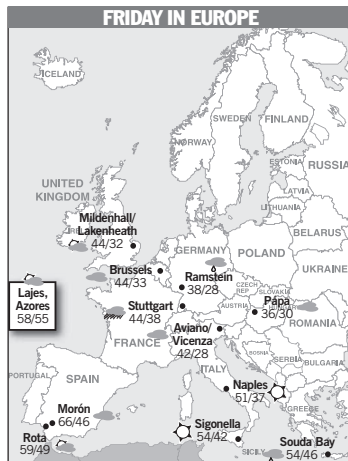 FRIDAY IN EUROPE
ICELAND
SWEDEN
FINLAND
NORWAY
ESTONIA
RUSSIA
LATVIA
LITHUANIA
UNITED
KINGDOM
Mildenhall/
Lakenheath
44/32
BELARUS
GERMANY
POLAND
Brussels
44/33
Ramstein
38/28
UKRAINE
CZECH
REP
SLOVAKIA
Lajes,
Azores
58/55
Stuttgart
44/38
AUSTRIA
Pápa
36/30
ROMANIA
FRANCE
Aviano/
Vicenza
42/28
BOSNIA
SERBIA
BULGARIA
ITALY
PORTUGAL
SPAIN
Naples
51/37
GREECE
Morón
66/46
Rota
59/49
Sigonella
54/42
SICILY
Souda Bay
54/46